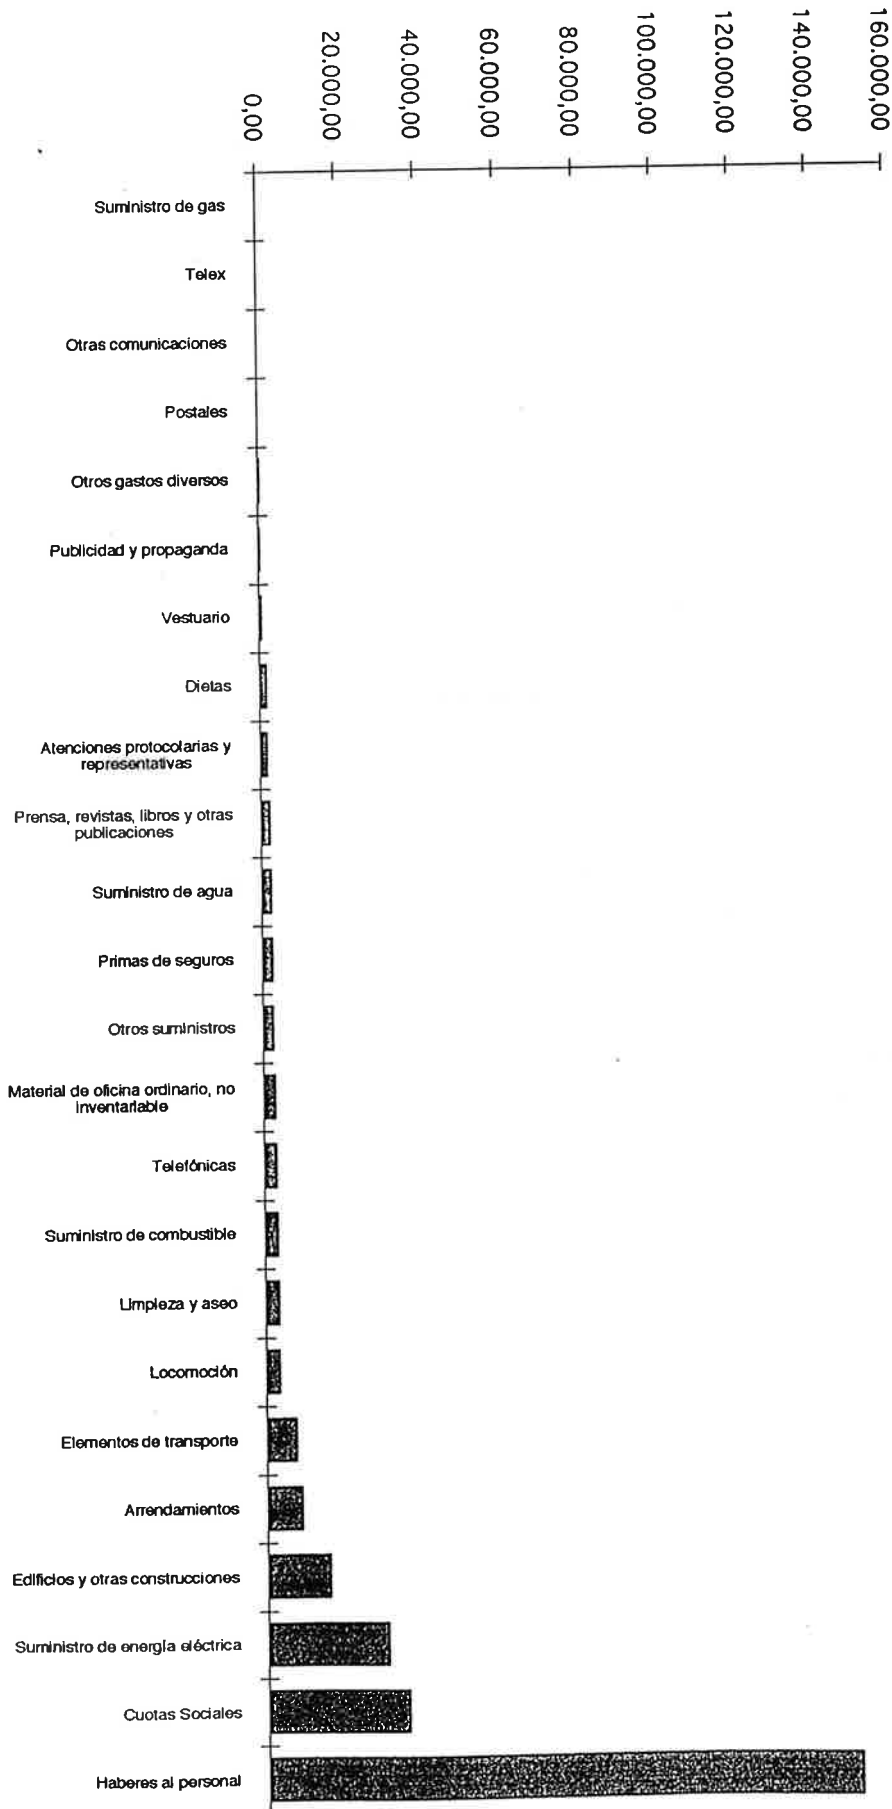 160.000,00
140.000,00
120.000,00
100.000,00
80.000,00
60.000,00
40.000,00
20.000,00
0,00
Suministro de gas
Telex
Otras comunicaciones
Postales
Otros gastos diversos
Publicidad y propaganda
Vestuario
Dietas
Atenciones protocolarias y
representativas
Prensa, revistas, libros y otras
publicaciones
Suministro de agua
Primas de seguros
Otros suministros
Material de oficina ordinario, no
inventariable
Telefónicas
Suministro de combustible
Limpieza y aseo
Locomoción
Elementos de transporte
Arrendamientos
Edificios y otras construcciones
Suministro de energía eléctrica
Cuotas Sociales
Haberes al personal